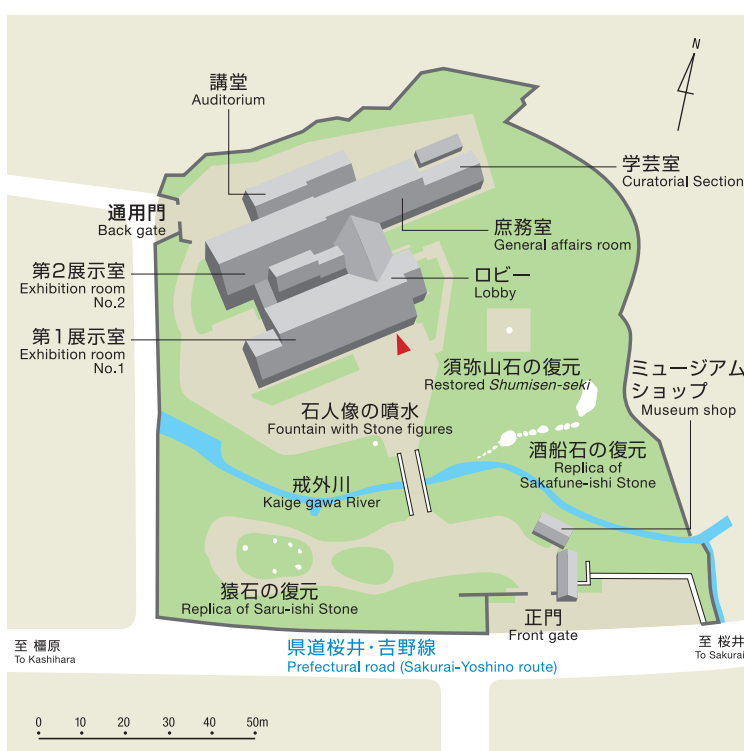 N
講堂
Auditorium
学芸室
Curatorial Section
通用門
Back gate
庶務室
General affairs room
第2展示室
Exhibition room
No.2
ロビー
Lobby
第1展示室
Exhibition room
No.1
須弥山石の復元
Restored Shumisen-seki
ミュージアム
ショップ
Museum shop
石人像の噴水
Fountain with Stone figures
酒船石の復元
Replica of
Sakafune-ishi Stone
戒外川
Kaige gawa River
猿石の復元
Replica of Saru-ishi Stone
正門
Front gate
至 橿原
To Kashihara
県道桜井・吉野線
Prefectural road (Sakurai-Yoshino route)
至 桜井
To Sakurai
0 10 20 30 40 50m